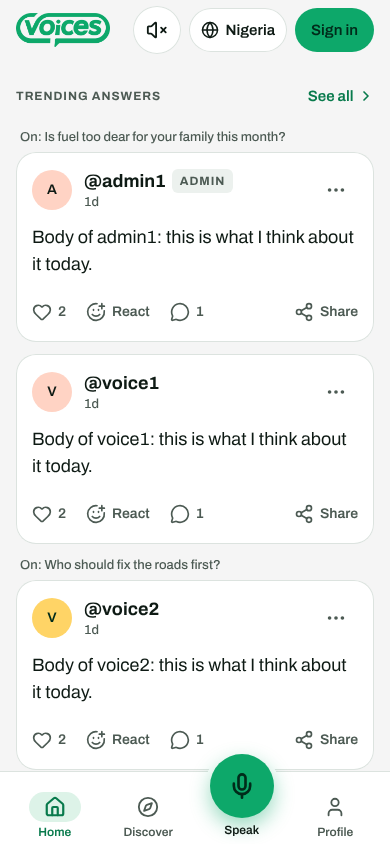 voices
Nigeria
Sign in
TRENDING ANSWERS
See all
On: Is fuel too dear for your family this month?
A
@admin1 ADMIN
1d
Body of admin1: this is what I think about
it today.
2 React 1 Share
V
@voice1
1d
Body of voice1: this is what I think about
it today.
2 React 1 Share
On: Who should fix the roads first?
V
@voice2
1d
Body of voice2: this is what I think about
it today.
2 React 1 Share
Home Discover Speak Profile